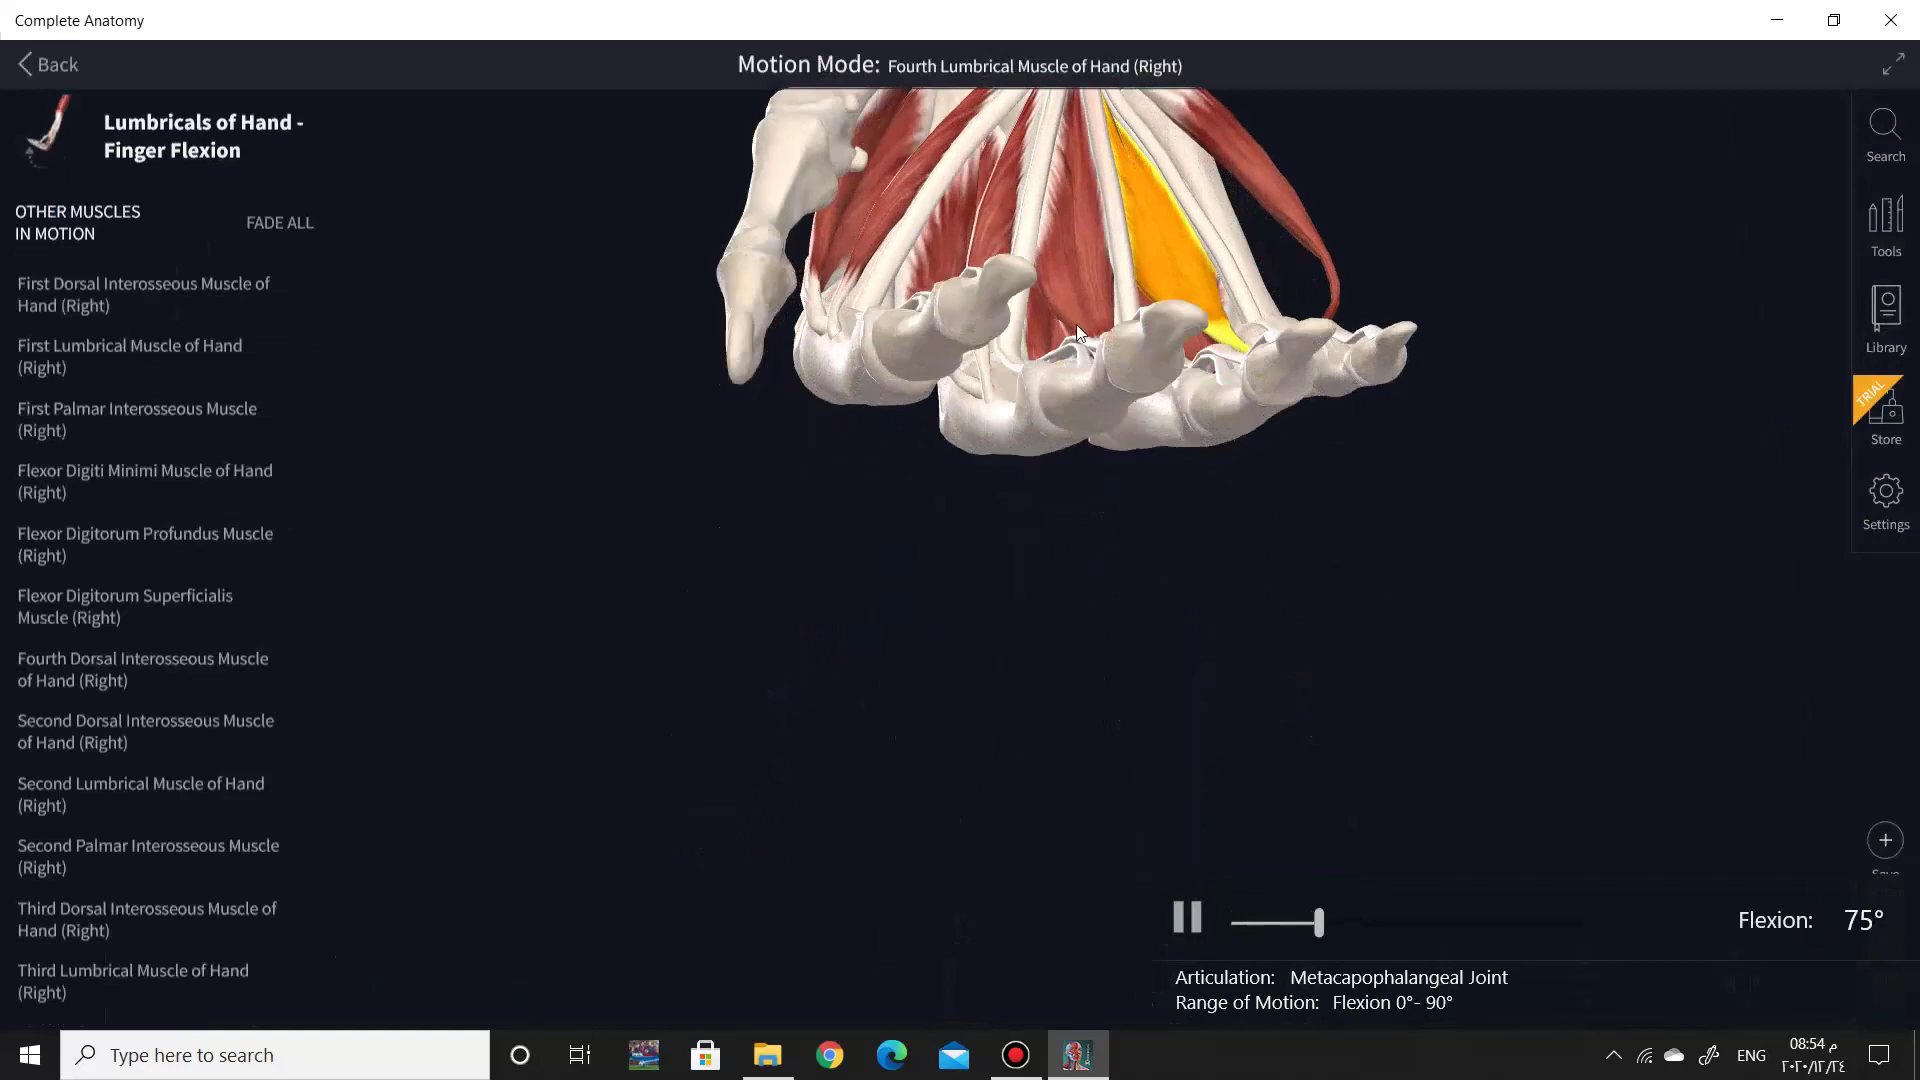 Complete Anatomy
Back
Motion Mode: Fourth Lumbrical Muscle of Hand (Right)
Lumbricals of Hand -
Finger Flexion
OTHER MUSCLES
IN MOTION
FADE ALL
First Dorsal Interosseous Muscle of
Hand (Right)
First Lumbrical Muscle of Hand
(Right)
First Palmar Interosseous Muscle
(Right)
Flexor Digiti Minimi Muscle of Hand
(Right)
Flexor Digitorum Profundus Muscle
(Right)
Flexor Digitorum Superficialis
Muscle (Right)
Fourth Dorsal Interosseous Muscle
of Hand (Right)
Second Dorsal Interosseous Muscle
of Hand (Right)
Second Lumbrical Muscle of Hand
(Right)
Second Palmar Interosseous Muscle
(Right)
Third Dorsal Interosseous Muscle of
Hand (Right)
Third Lumbrical Muscle of Hand
(Right)
Search
Tools
Library
TRIAL
Store
Settings
Flexion: 75°
Articulation: Metacapophalangeal Joint
Range of Motion: Flexion 0°- 90°
Type here to search
ENG
08:54 م
٢٠٢٠/١٢/٢٤